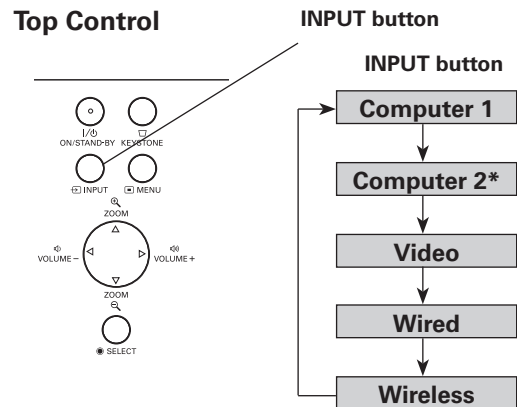 Top Control
INPUT button
INPUT button
Computer 1
Computer 2*
Video
Wired
Wireless
ON/STAND-BY KEYSTONE
INPUT MENU
ZOOM
VOLUME − VOLUME +
ZOOM
SELECT